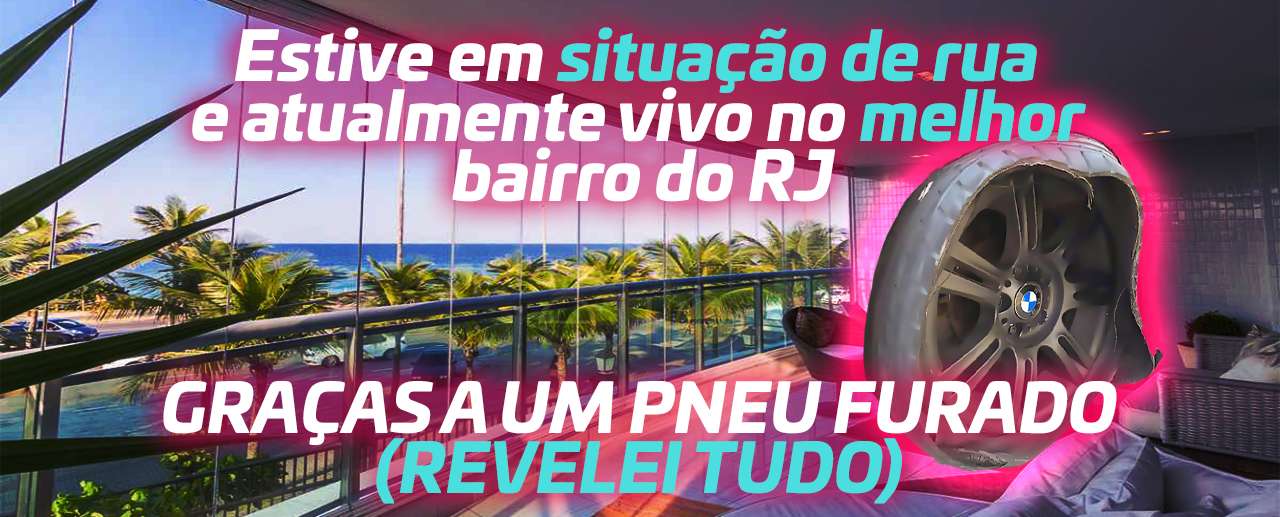 Estive em situação de rua
e atualmente vivo no melhor
bairro do RJ
GRAÇAS A UM PNEU FURADO
(REVELEI TUDO)